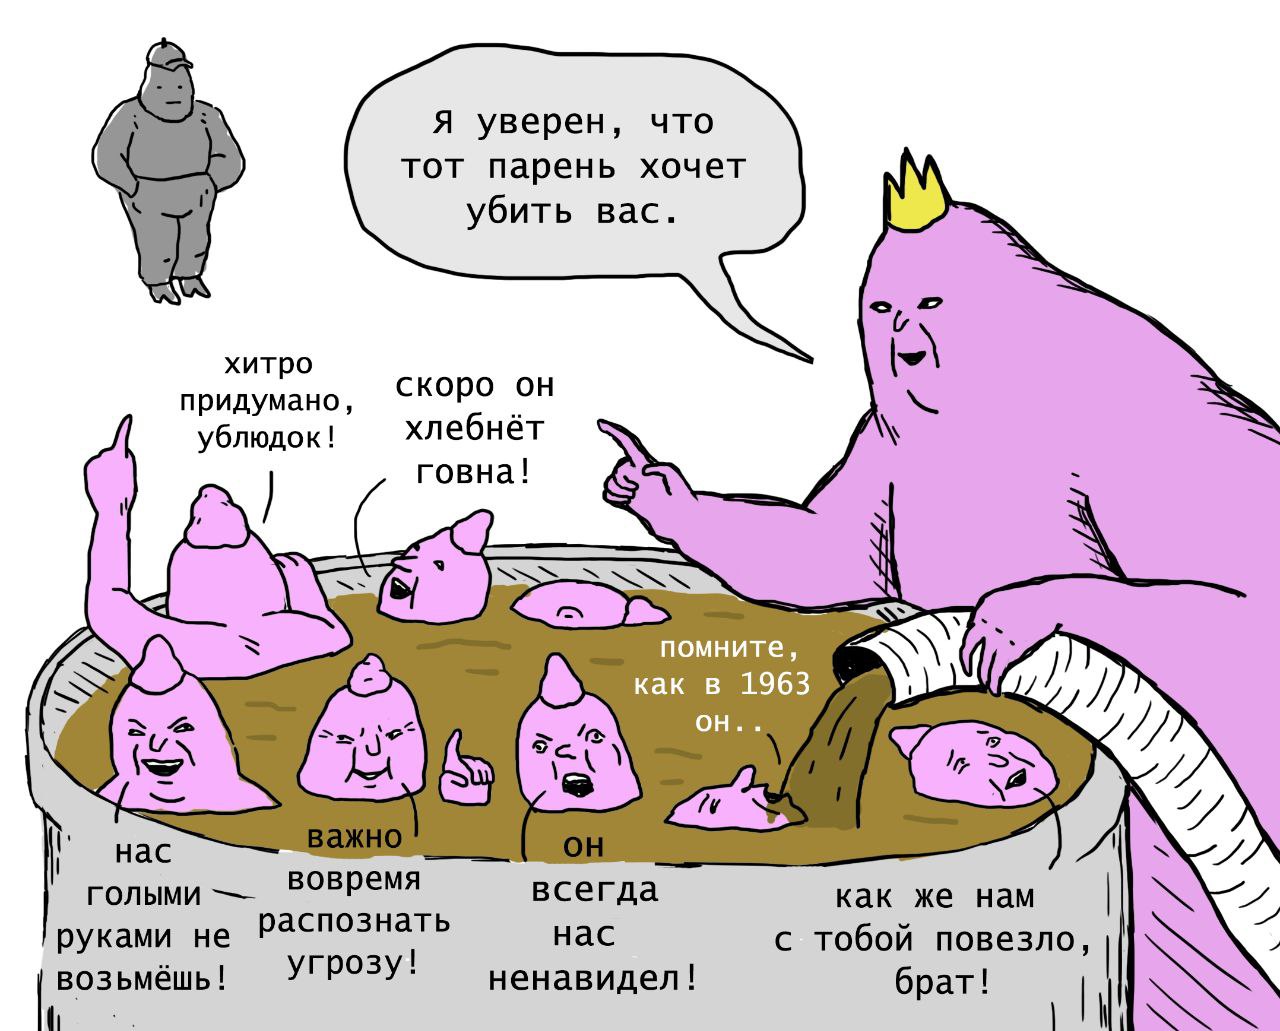 Я уверен, что
тот парень хочет
убить вас.
хитро
придумано,
ублюдок!
скоро он
хлебнёт
говна!
помните,
как в 1963
он..
нас
голыми
руками не
возьмёшь!
важно
вовремя
распознать
угрозу!
он
всегда
нас
ненавидел!
как же нам
с тобой повезло,
брат!